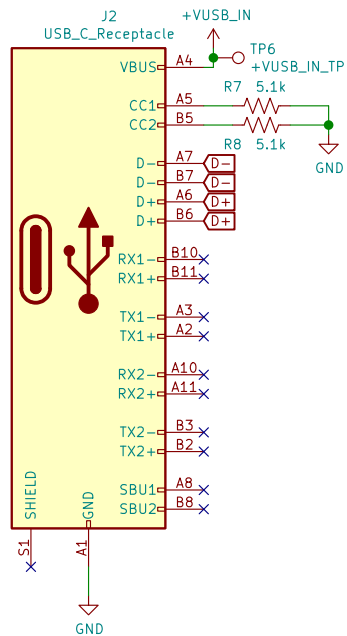 J2
USB_C_Receptacle
+VUSB_IN
TP6
+VUSB_IN_TP
VBUS A4
R7 5.1k
CC1 A5
CC2 B5
R8 5.1k
GND
D- A7 D-
D- B7 D-
D+ A6 D+
D+ B6 D+
RX1- B10
RX1+ B11
TX1- A3
TX1+ A2
RX2- A10
RX2+ A11
TX2- B3
TX2+ B2
SBU1 A8
SBU2 B8
SHIELD
GND
S1
A1
GND